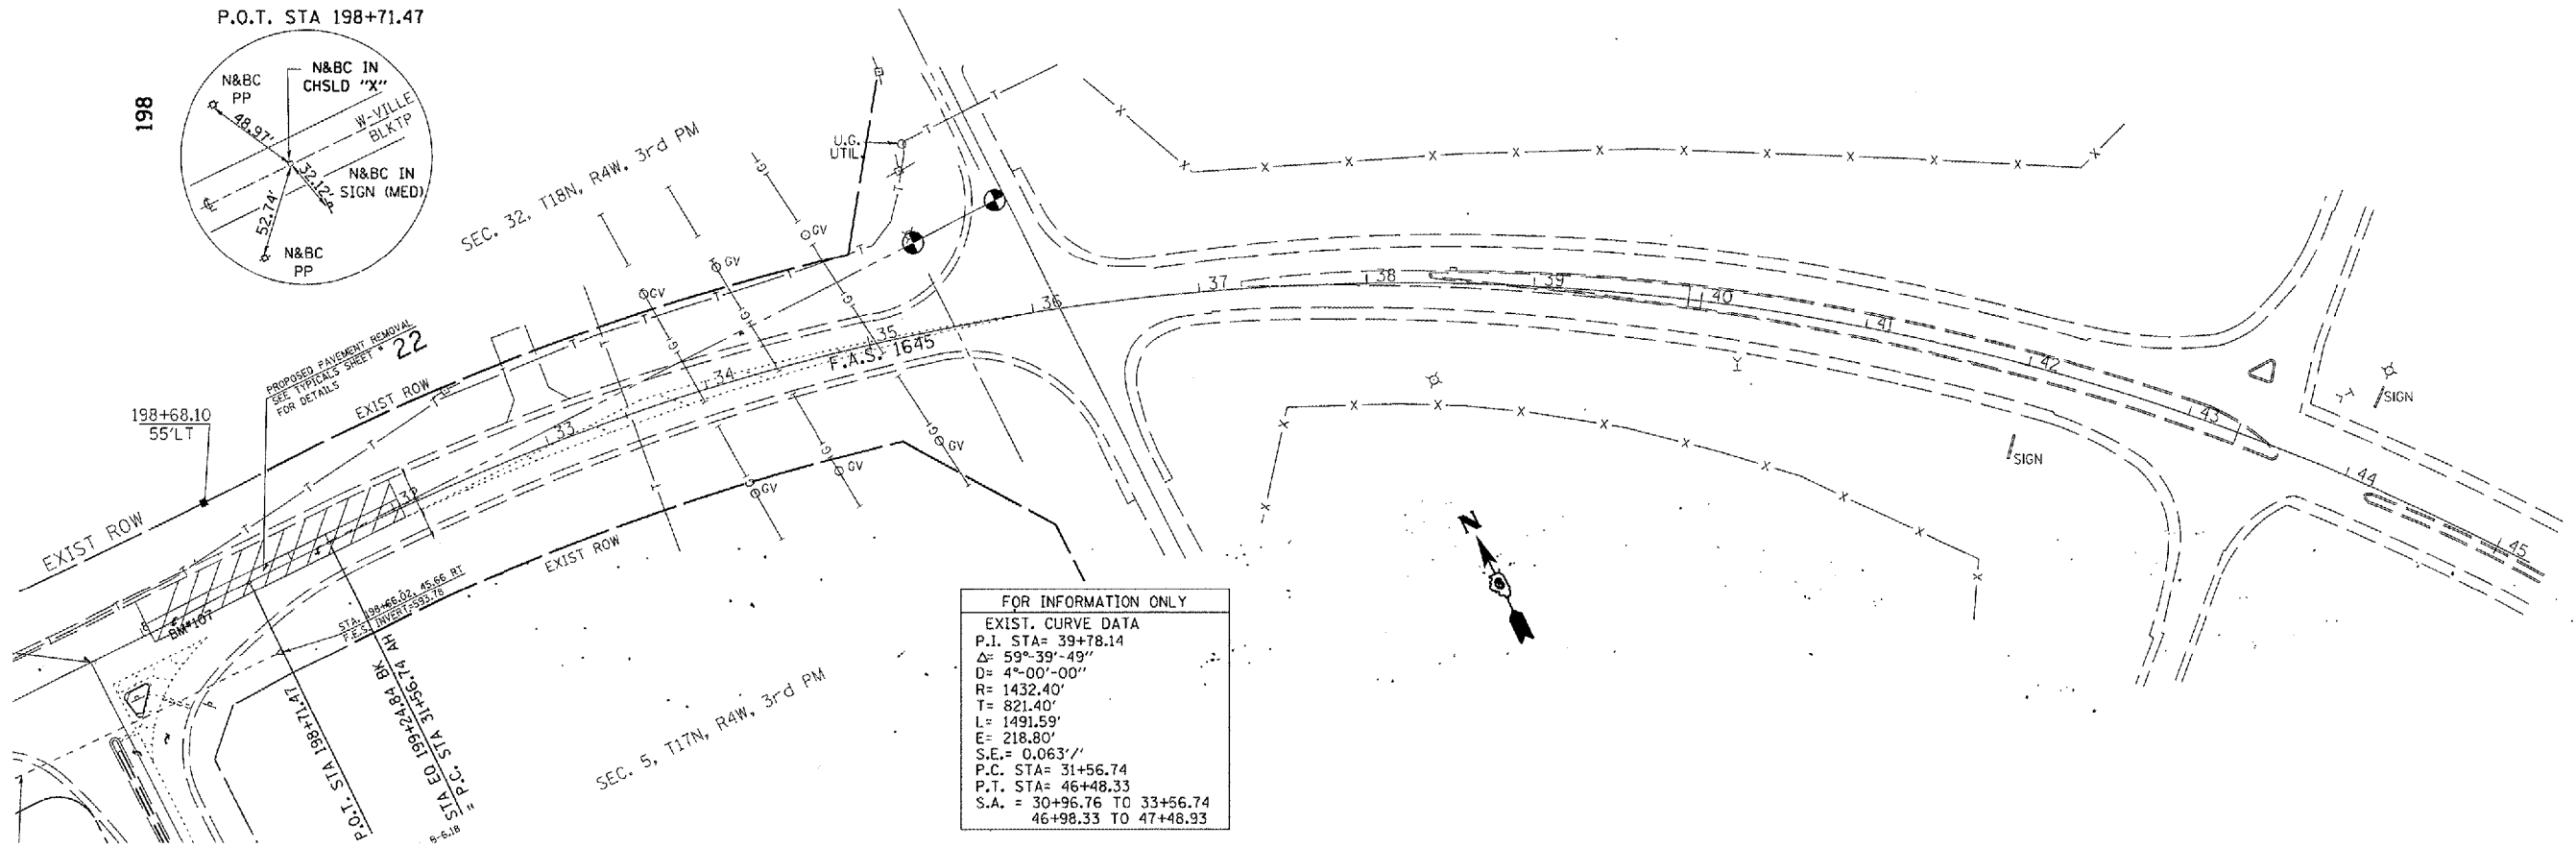 P.O.T. STA 198+71.47
198
N&BC
PP
N&BC IN
CHSLD "X"
48.97'
W-VILLE
BLKTP
32.12'
N&BC IN
SIGN (MED)
℄
52.74'
N&BC
PP
SEC. 32, T18N, R4W, 3rd PM
U.G.
UTIL.
GV
GV
GV
PROPOSED PAVEMENT REMOVAL
SEE TYPICALS SHEET # 22
FOR DETAILS
198+68.10
55'LT
EXIST ROW
EXIST ROW
EXIST ROW
F.A.S. 1645
32
33
34
35
36
37
38
39
40
41
42
43
44
45
GV
GV
GV
SIGN
SIGN
N
BM#107
STA. 198+66.02, 45.66 RT
F.E.S. INVERT=593.78
P.O.T. STA 198+71.47
STA EQ 199+24.84 BK
= P.C. STA 31+56.74 AH
B-6.18
SEC. 5, T17N, R4W, 3rd PM
FOR INFORMATION ONLY
EXIST. CURVE DATA
P.I. STA= 39+78.14
Δ= 59°-39'-49"
D= 4°-00'-00"
R= 1432.40'
T= 821.40'
L= 1491.59'
E= 218.80'
S.E.= 0.063'/'
P.C. STA= 31+56.74
P.T. STA= 46+48.33
S.A. = 30+96.76 TO 33+56.74
46+98.33 TO 47+48.93